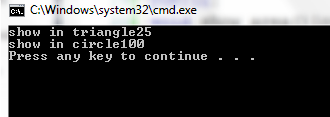 C:\Windows\system32\cmd.exe
show in triangle25
show in circle100
Press any key to continue . . .